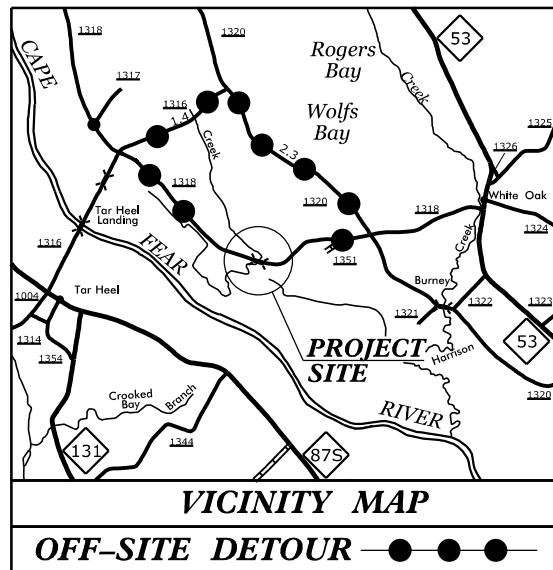 1318
1320
53
CAPE
Rogers
Bay
1317
Creek
1316
1.4
Wolfs
Bay
1325
1326
Creek
2.3
1318
1320
White Oak
Tar Heel
Landing
1318
1324
1316
FEAR
1351
Creek
Burney
1004
Tar Heel
1321
1322
1323
1314
PROJECT
SITE
53
1354
Harrison
1320
Crooked
Bay
Branch
RIVER
131
1344
87S
VICINITY MAP
OFF-SITE DETOUR